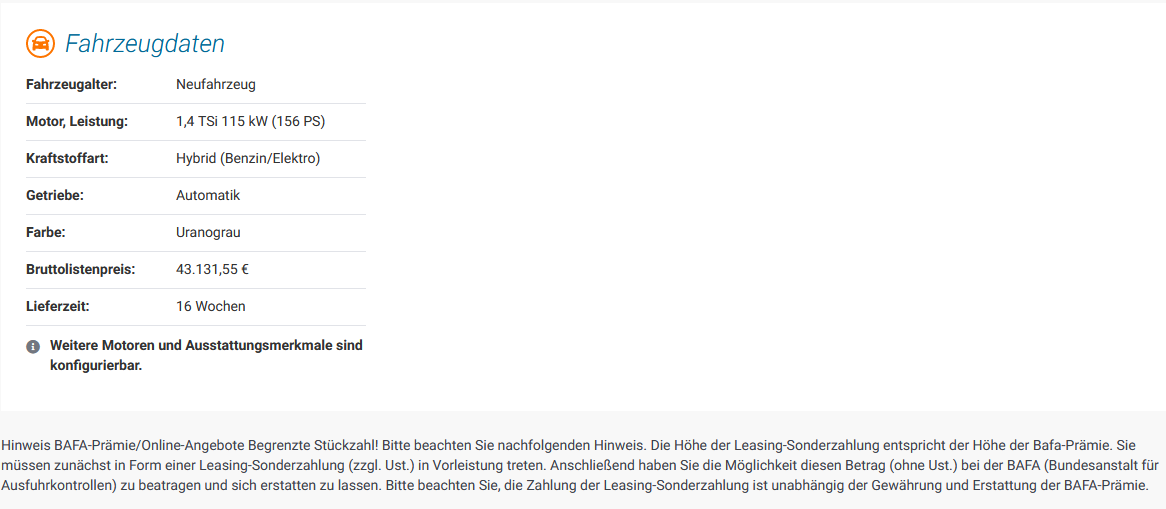 Fahrzeugdaten
Fahrzeugalter: Neufahrzeug
Motor, Leistung: 1,4 TSi 115 kW (156 PS)
Kraftstoffart: Hybrid (Benzin/Elektro)
Getriebe: Automatik
Farbe: Uranograu
Bruttolistenpreis: 43.131,55 €
Lieferzeit: 16 Wochen
Weitere Motoren und Ausstattungsmerkmale sind
konfigurierbar.
Hinweis BAFA-Prämie/Online-Angebote Begrenzte Stückzahl! Bitte beachten Sie nachfolgenden Hinweis. Die Höhe der Leasing-Sonderzahlung entspricht der Höhe der Bafa-Prämie. Sie
müssen zunächst in Form einer Leasing-Sonderzahlung (zzgl. Ust.) in Vorleistung treten. Anschließend haben Sie die Möglichkeit diesen Betrag (ohne Ust.) bei der BAFA (Bundesanstalt für
Ausfuhrkontrollen) zu beatragen und sich erstatten zu lassen. Bitte beachten Sie, die Zahlung der Leasing-Sonderzahlung ist unabhängig der Gewährung und Erstattung der BAFA-Prämie.